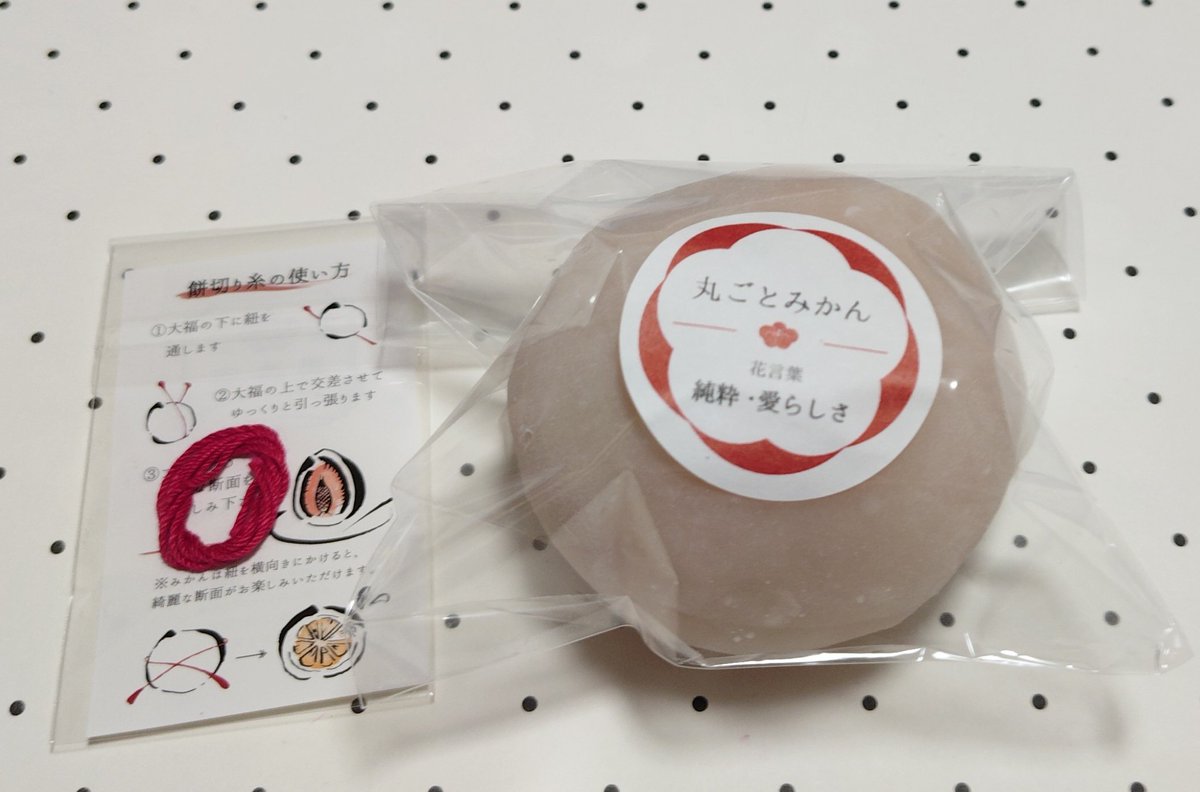 餅切り糸の使い方
①大福の下に紐を
通します
②大福の上で交差させて
ゆっくりと引っ張ります
③
断面を
しみ下
※みかんは紐を横向きにかけると、
綺麗な断面がお楽しみいただけます。
丸ごとみかん
花言葉
純粋・愛らしさ